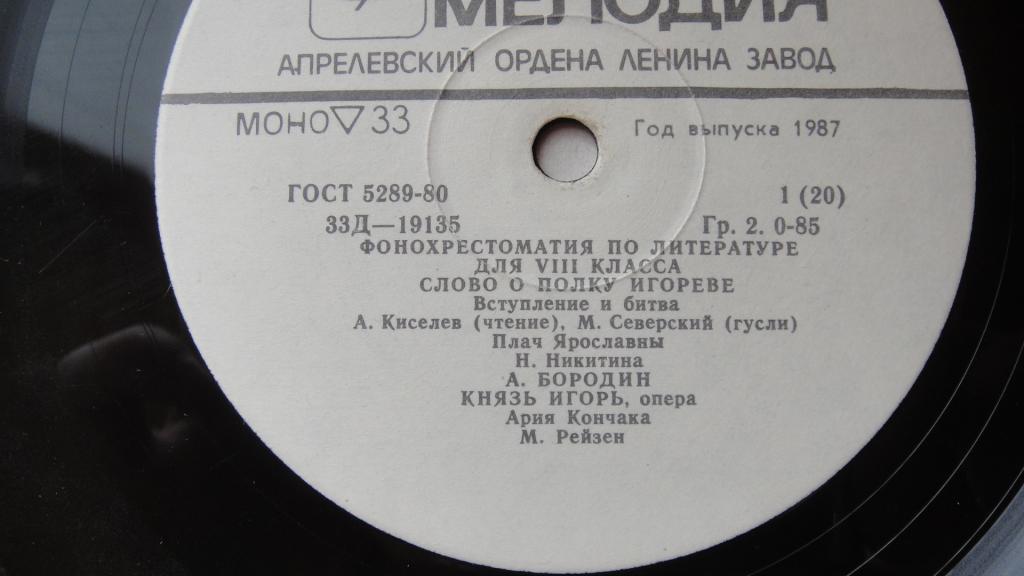 МЕЛОДИЯ
АПРЕЛЕВСКИЙ ОРДЕНА ЛЕНИНА ЗАВОД
МОНО 33 Год выпуска 1987
ГОСТ 5289-80 1 (20)
33Д—19135 Гр. 2. 0-85
ФОНОХРЕСТОМАТИЯ ПО ЛИТЕРАТУРЕ
ДЛЯ VIII КЛАССА
СЛОВО О ПОЛКУ ИГОРЕВЕ
Вступление и битва
А. Киселев (чтение), М. Северский (гусли)
Плач Ярославны
Н. Никитина
А. БОРОДИН
КНЯЗЬ ИГОРЬ, опера
Ария Кончака
М. Рейзен